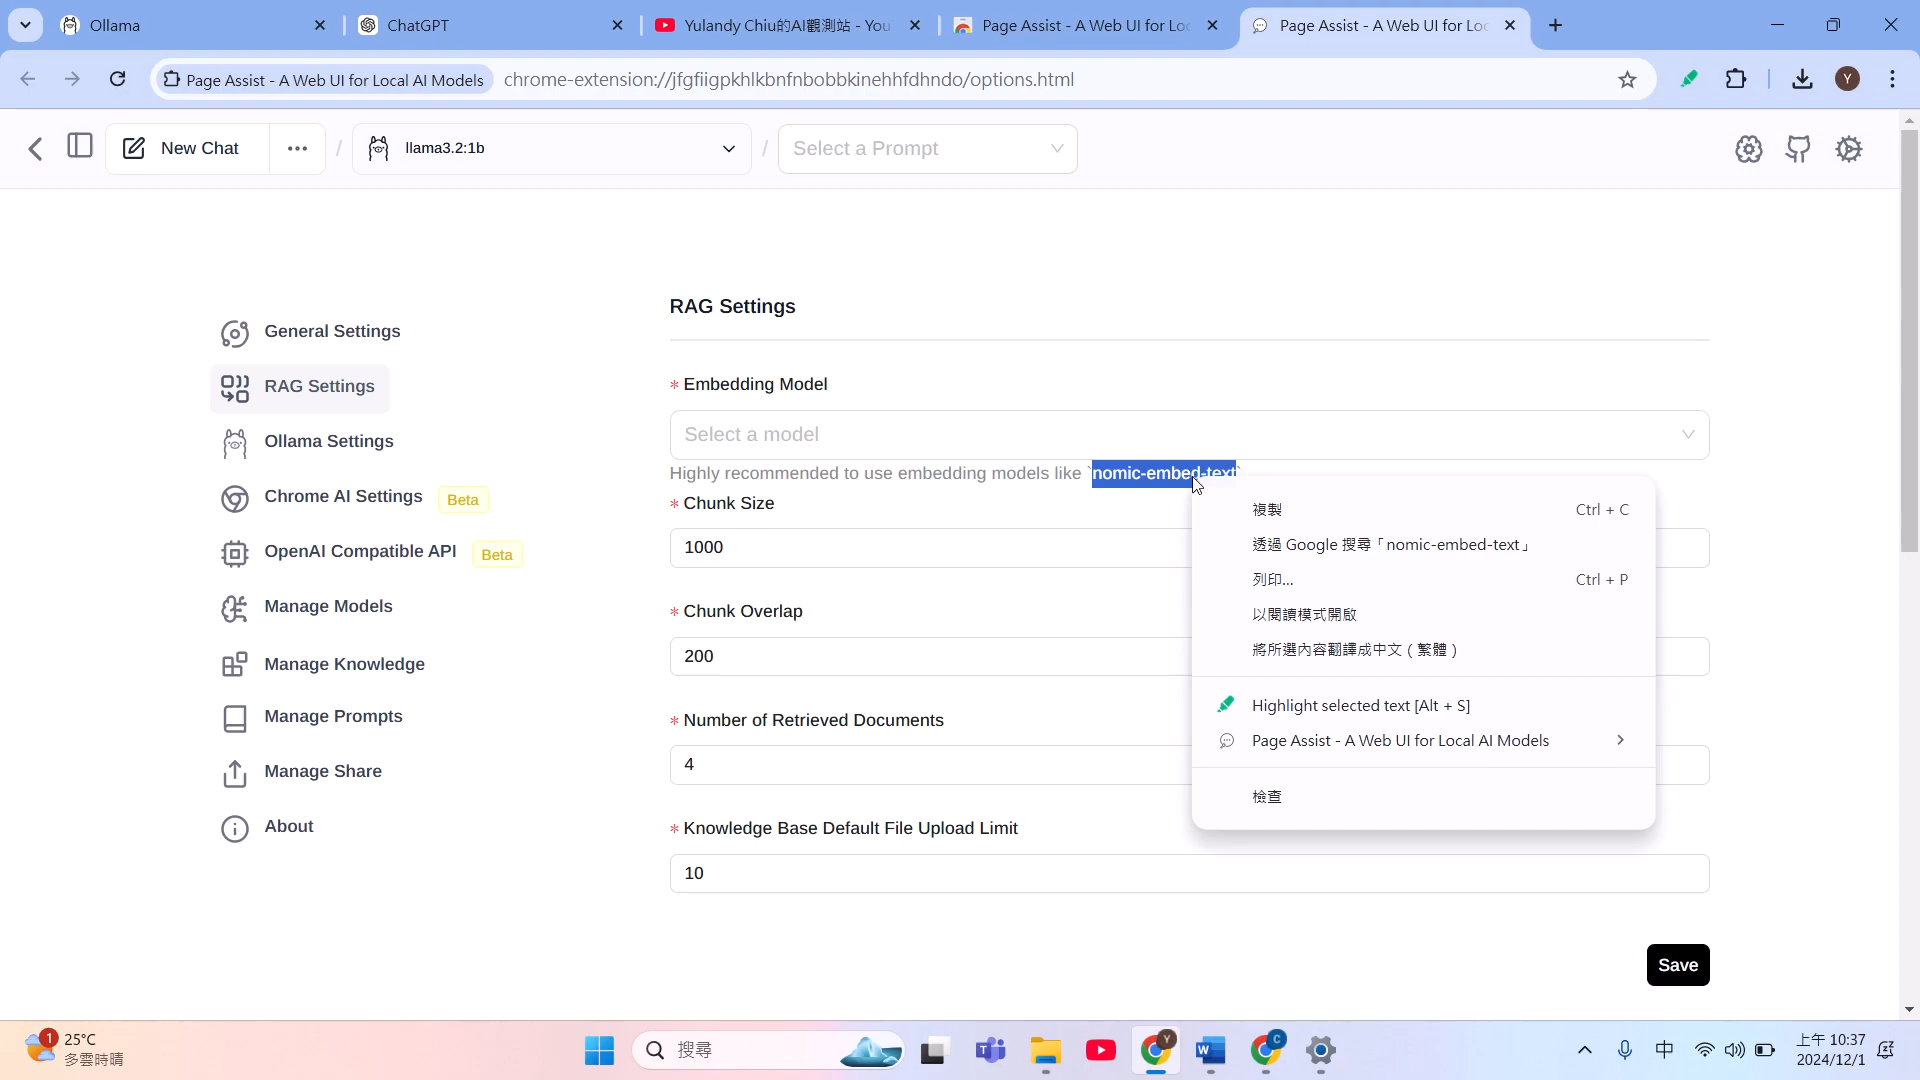 Ollama
ChatGPT
Yulandy Chiu的AI觀測站 - You
Page Assist - A Web UI for Loc
Page Assist - A Web UI for Loc
Page Assist - A Web UI for Local AI Models
chrome-extension://jfgfiigpkhlkbnfnbobbkinehhfdhndo/options.html
Y
New Chat
llama3.2:1b
Select a Prompt
General Settings
RAG Settings
Ollama Settings
Chrome AI Settings Beta
OpenAI Compatible API Beta
Manage Models
Manage Knowledge
Manage Prompts
Manage Share
About
RAG Settings
* Embedding Model
Select a model
Highly recommended to use embedding models like `nomic-embed-text`
* Chunk Size
1000
* Chunk Overlap
200
* Number of Retrieved Documents
4
* Knowledge Base Default File Upload Limit
10
Save
複製 Ctrl + C
透過 Google 搜尋「nomic-embed-text」
列印... Ctrl + P
以閱讀模式開啟
將所選內容翻譯成中文（繁體）
Highlight selected text [Alt + S]
Page Assist - A Web UI for Local AI Models
檢查
1
25°C
多雲時晴
搜尋
中
上午 10:37
2024/12/1